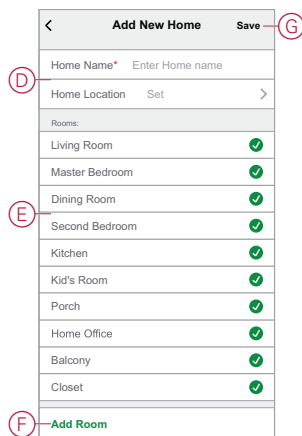 Add New Home Save G
Home Name* Enter Home name
D
Home Location Set
Rooms:
Living Room
Master Bedroom
Dining Room
E
Second Bedroom
Kitchen
Kid's Room
Porch
Home Office
Balcony
Closet
F Add Room